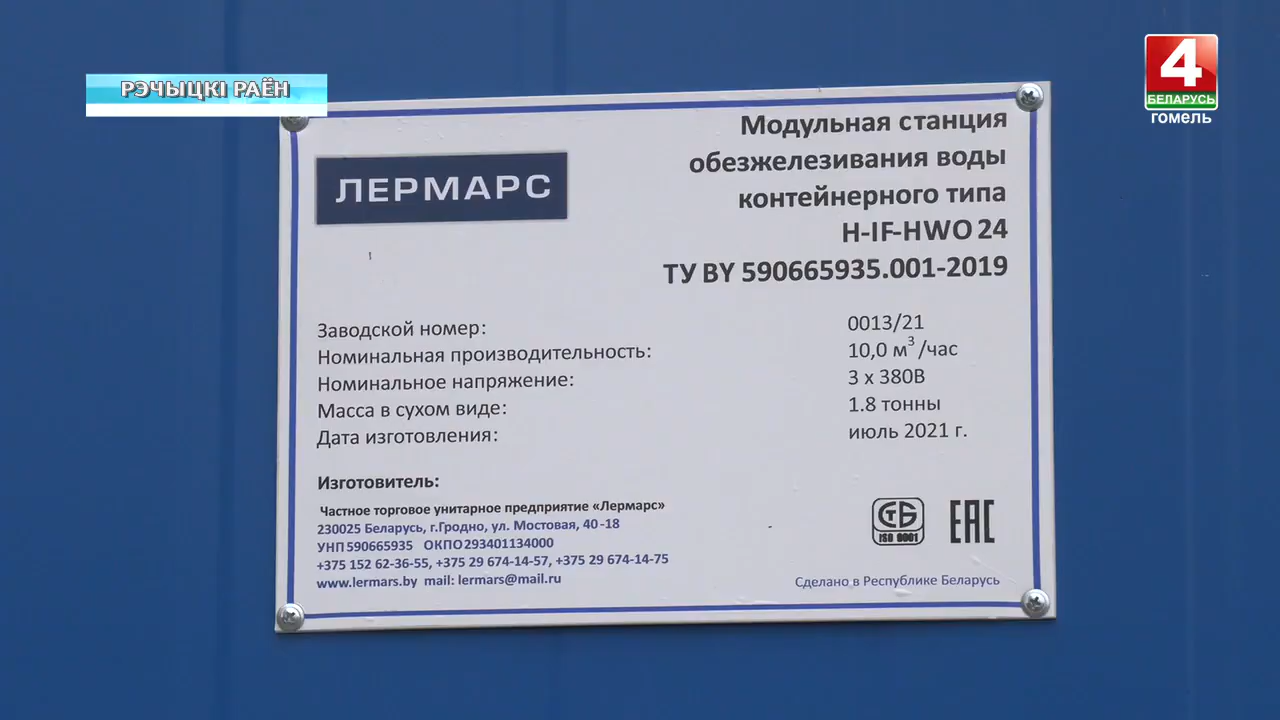 РЭЧЫЦКІ РАЁН
4
БЕЛАРУСЬ
гомель
ЛЕРМАРС
Модульная станция
обезжелезивания воды
контейнерного типа
H-IF-HWO 24
ТУ BY 590665935.001-2019
Заводской номер: 0013/21
Номинальная производительность: 10,0 м³/час
Номинальное напряжение: 3 x 380В
Масса в сухом виде: 1.8 тонны
Дата изготовления: июль 2021 г.
Изготовитель:
Частное торговое унитарное предприятие «Лермарс»
230025 Беларусь, г.Гродно, ул. Мостовая, 40-18
УНП 590665935 ОКПО 293401134000
+375 152 62-36-55, +375 29 674-14-57, +375 29 674-14-75
www.lermars.by mail: lermars@mail.ru
СТБ
ISO 9001
ЕАС
Сделано в Республике Беларусь